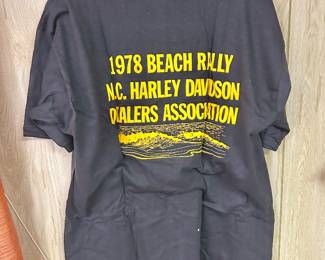 1978 BEACH RALLY
N.C. HARLEY DAVIDSON
DEALERS ASSOCIATION